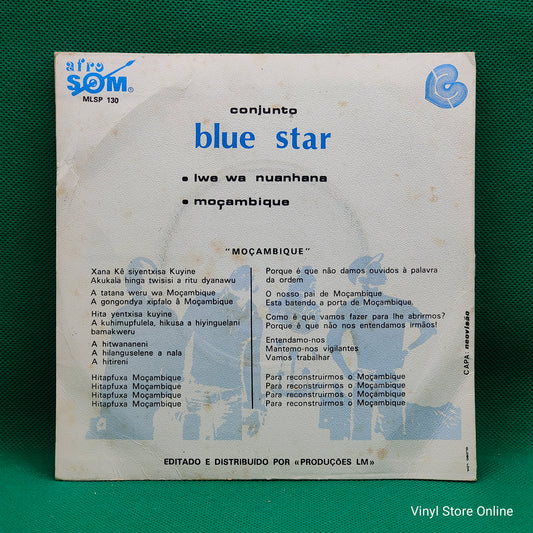 afro
SOM®
MLSP 130
conjunto
blue star
• Iwe wa nuanhana
• moçambique
"MOÇAMBIQUE"
Xana Kê siyentxisa Kuyine
Akukala hinga twisisi a ritu dyanawu
A tatana weru wa Moçambique
A gongondya xipfalo â Moçambique
Hita yentxisa kuyine
A kuhimupfulela, hikusa a hiyinguelani
bamakweru
A hitwananeni
A hilanguselene a nala
A hitireni
Hitapfuxa Moçambique
Hitapfuxa Moçambique
Hitapfuxa Moçambique
Hitapfuxa Moçambique
Porque é que não damos ouvidos à palavra
da ordem
O nosso pai de Moçambique
Esta batendo a porta de Moçambique.
Como é que vamos fazer para lhe abrirmos?
Porque é que não nos entendamos irmãos!
Entendamo-nos
Mantemo-nos vigilantes
Vamos trabalhar
Para reconstruirmos o Moçambique
Para reconstruirmos o Moçambique
Para reconstruirmos o Moçambique
Para reconstruirmos o Moçambique
CAPA: neovisão
EDITADO E DISTRIBUÍDO POR «PRODUÇÕES LM»
Vinyl Store Online